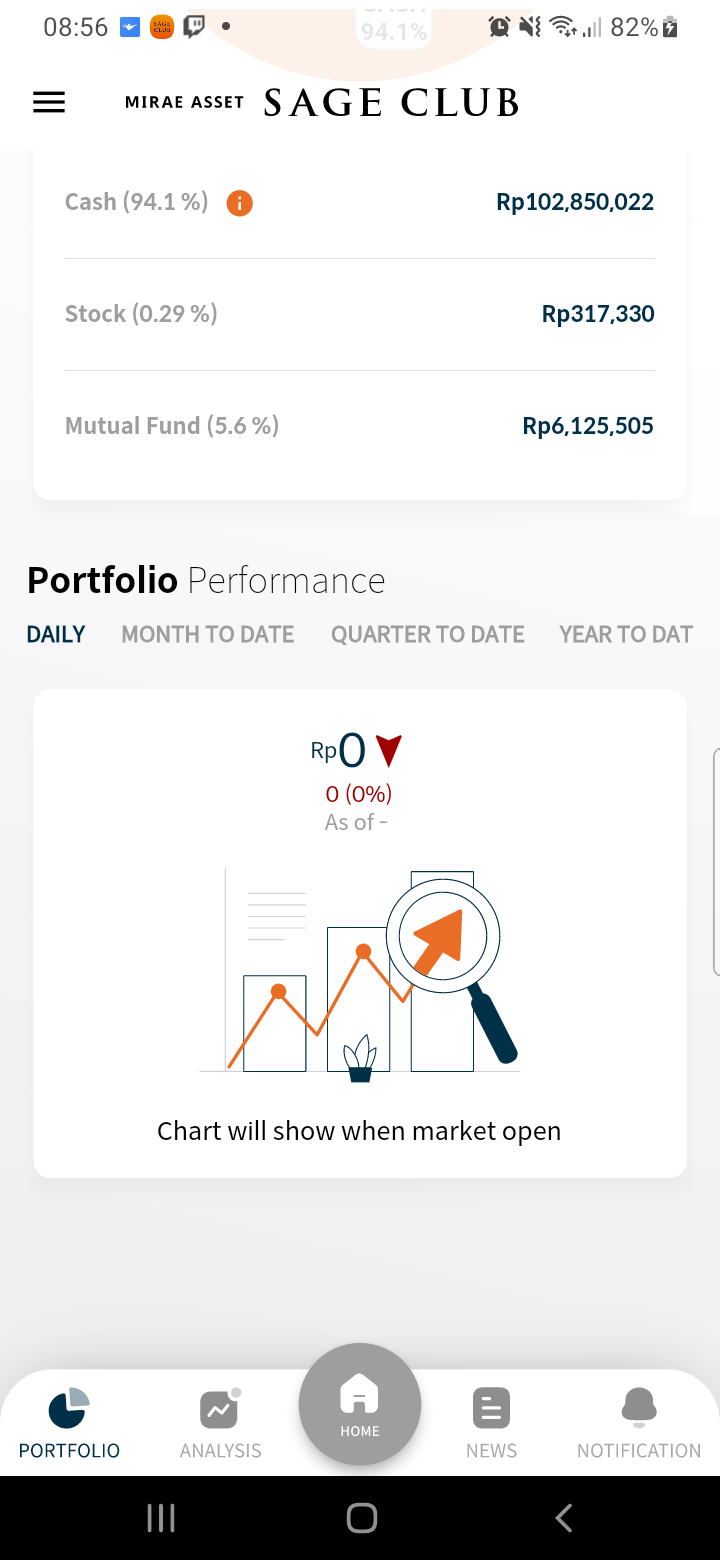 08:56
82%
94.1%
MIRAE ASSET SAGE CLUB
Cash (94.1 %) i Rp102,850,022
Stock (0.29 %) Rp317,330
Mutual Fund (5.6 %) Rp6,125,505
Portfolio Performance
DAILY MONTH TO DATE QUARTER TO DATE YEAR TO DAT
Rp0
0 (0%)
As of -
Chart will show when market open
PORTFOLIO ANALYSIS HOME NEWS NOTIFICATION